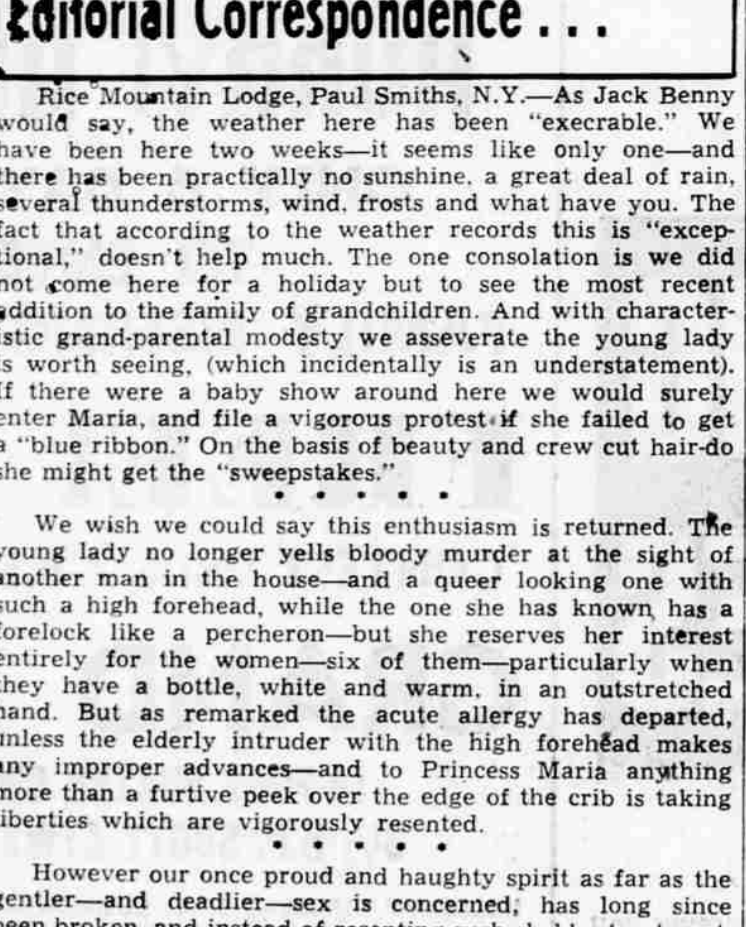 Editorial Correspondence . . .
Rice Mountain Lodge, Paul Smiths, N.Y.—As Jack Benny
would say, the weather here has been "execrable." We
have been here two weeks—it seems like only one—and
there has been practically no sunshine, a great deal of rain,
several thunderstorms, wind, frosts and what have you. The
fact that according to the weather records this is "excep-
tional," doesn't help much. The one consolation is we did
not come here for a holiday but to see the most recent
addition to the family of grandchildren. And with character-
istic grand-parental modesty we asseverate the young lady
is worth seeing, (which incidentally is an understatement).
If there were a baby show around here we would surely
enter Maria, and file a vigorous protest if she failed to get
a "blue ribbon." On the basis of beauty and crew cut hair-do
she might get the "sweepstakes."
* * * * *
We wish we could say this enthusiasm is returned. The
young lady no longer yells bloody murder at the sight of
another man in the house—and a queer looking one with
such a high forehead, while the one she has known has a
forelock like a percheron—but she reserves her interest
entirely for the women—six of them—particularly when
they have a bottle, white and warm, in an outstretched
hand. But as remarked the acute allergy has departed,
unless the elderly intruder with the high forehead makes
any improper advances—and to Princess Maria anything
more than a furtive peek over the edge of the crib is taking
liberties which are vigorously resented.
* * * * *
However our once proud and haughty spirit as far as the
gentler—and deadlier—sex is concerned, has long since
been broken, and instead of